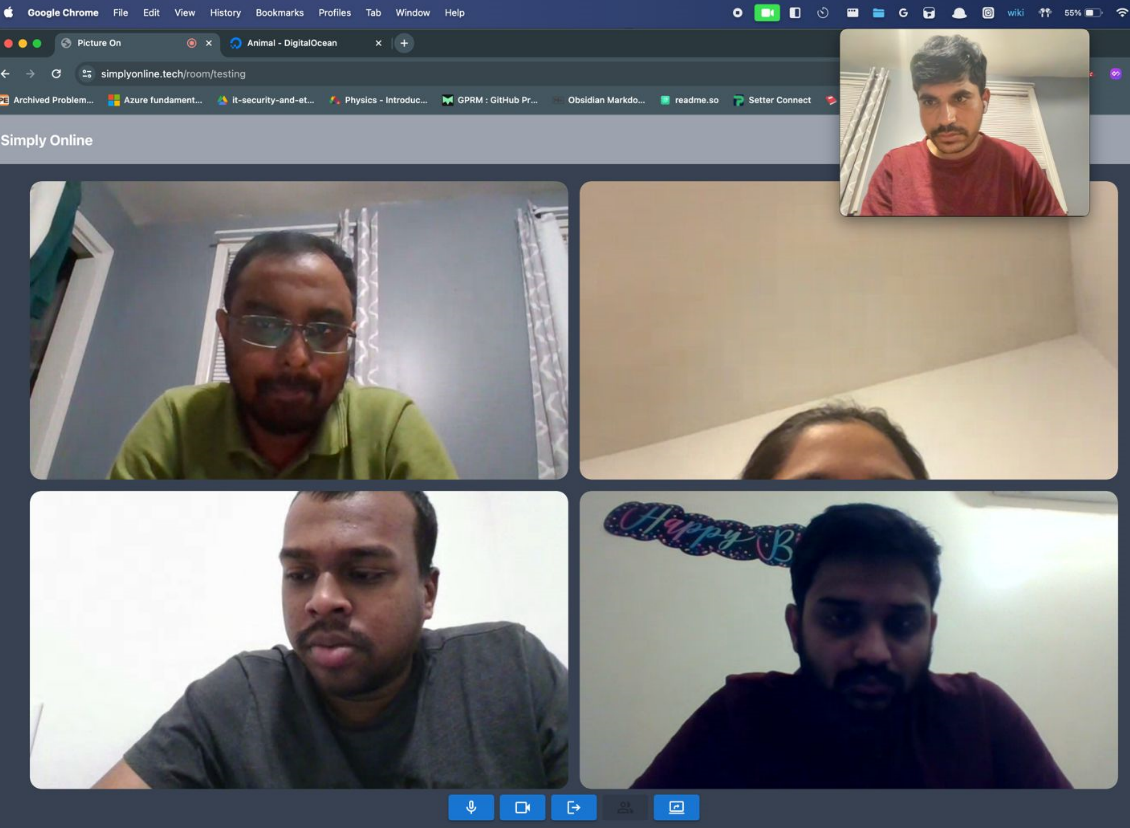 Google Chrome File Edit View History Bookmarks Profiles Tab Window Help wiki 55%
Picture On
Animal - DigitalOcean
simplyonline.tech/room/testing
Archived Problem... Azure fundament... it-security-and-et... Physics - Introduc... GPRM : GitHub Pr... Obsidian Markdo... readme.so Setter Connect
Simply Online
Happy B